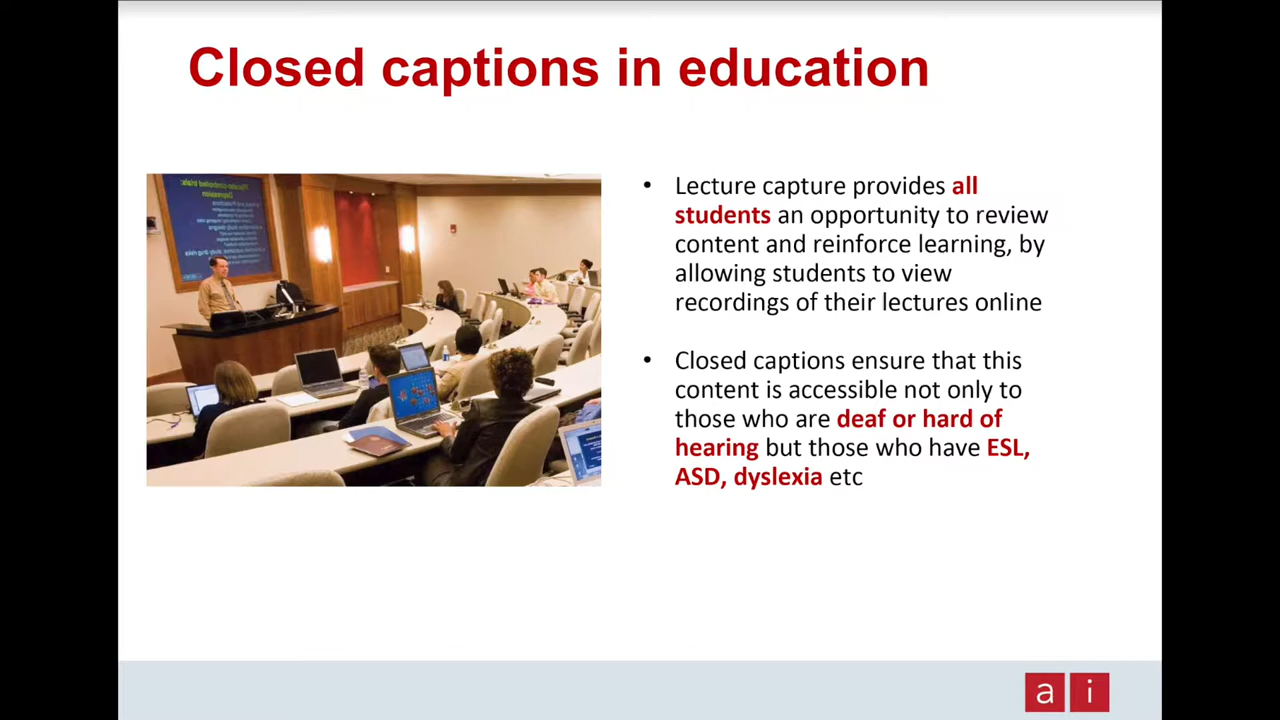 Closed captions in education
• Lecture capture provides all
students an opportunity to review
content and reinforce learning, by
allowing students to view
recordings of their lectures online
• Closed captions ensure that this
content is accessible not only to
those who are deaf or hard of
hearing but those who have ESL,
ASD, dyslexia etc
a i